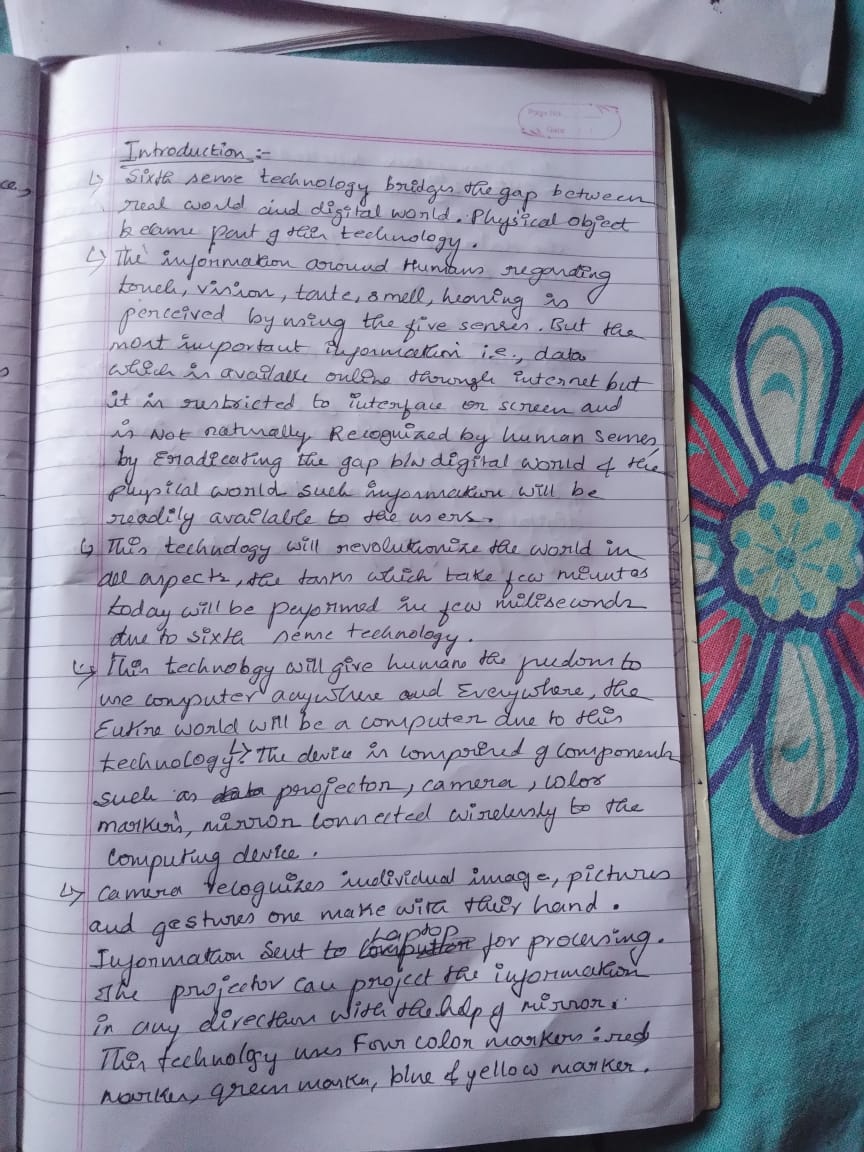 Page No.
Date
Introduction :-
↳ Sixth sense technology bridges the gap between
real world and digital world. Physical object
became part of this technology.
↳ The information around Humans regarding
touch, vision, taste, smell, hearing is
perceived by using the five senses. But the
most important information i.e., data
which is available online through internet but
it is restricted to interface or screen and
is Not naturally Recognized by human senses,
by Eradicating the gap b/w digital world & the
physical world such information will be
readily available to the users.
↳ This technology will revolutionize the world in
all aspects, the tasks which take few minutes
today will be performed in few miliseconds
due to sixth sense technology.
↳ This technology will give humans the freedom to
use computer anywhere and Everywhere, the
Entire world will be a computer due to this
technology. ↳ The device is comprised of components
such as data projector, camera, color
markers, mirror connected wirelessly to the
computing device.
↳ Camera recognizes individual image, pictures
and gestures one make with their hand.
Information sent to computer Laptop for processing.
The projector can project the information
in any direction with the help of mirror.
This technolgy uses Four color markers : red
marker, green marker, blue & yellow marker.
ce,